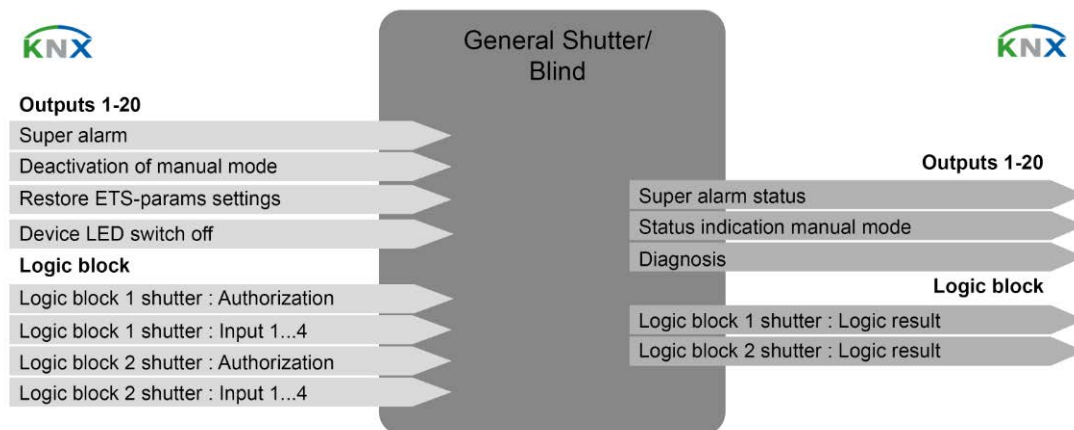 KNX
General Shutter/
Blind
KNX
Outputs 1-20
Super alarm
Deactivation of manual mode
Restore ETS-params settings
Device LED switch off
Logic block
Logic block 1 shutter : Authorization
Logic block 1 shutter : Input 1...4
Logic block 2 shutter : Authorization
Logic block 2 shutter : Input 1...4
Outputs 1-20
Super alarm status
Status indication manual mode
Diagnosis
Logic block
Logic block 1 shutter : Logic result
Logic block 2 shutter : Logic result